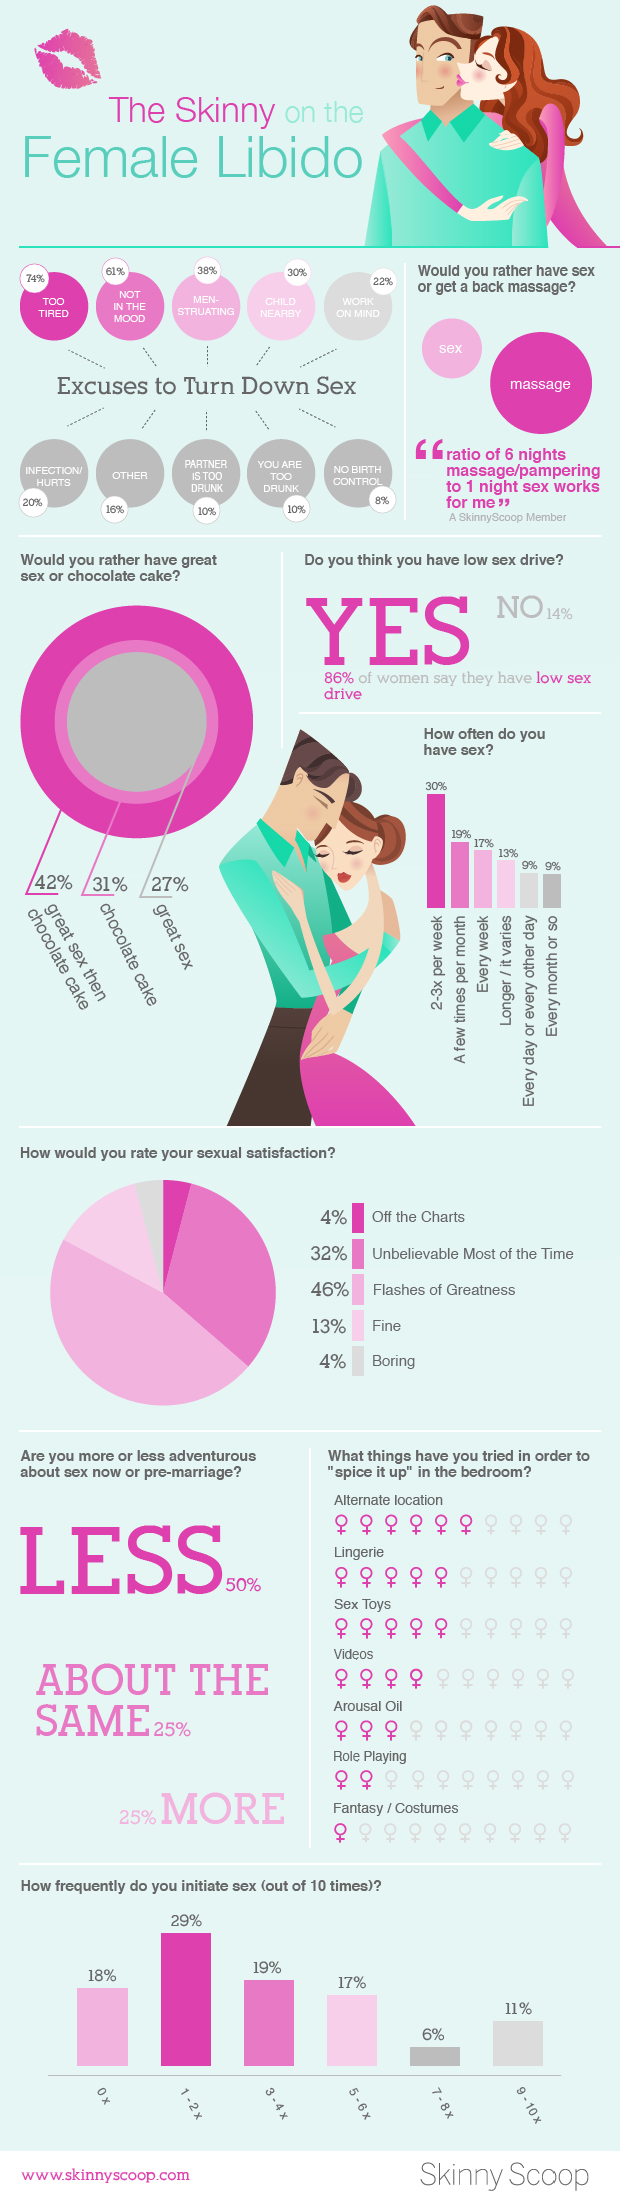 The Skinny on the
Female Libido
74%
TOO
TIRED
61%
NOT
IN THE
MOOD
38%
MEN-
STRUATING
30%
CHILD
NEARBY
22%
WORK
ON MIND
Excuses to Turn Down Sex
INFECTION/
HURTS
20%
OTHER
16%
PARTNER
IS TOO
DRUNK
10%
YOU ARE
TOO
DRUNK
10%
NO BIRTH
CONTROL
8%
Would you rather have sex
or get a back massage?
sex
massage
“ratio of 6 nights
massage/pampering
to 1 night sex works
for me”
A SkinnyScoop Member
Would you rather have great
sex or chocolate cake?
42%
great sex then
chocolate cake
31%
chocolate cake
27%
great sex
Do you think you have low sex drive?
YES
NO 14%
86% of women say they have low sex
drive
How often do you
have sex?
30%
19%
17%
13%
9%
9%
2-3x per week
A few times per month
Every week
Longer / it varies
Every day or every other day
Every month or so
How would you rate your sexual satisfaction?
4% Off the Charts
32% Unbelievable Most of the Time
46% Flashes of Greatness
13% Fine
4% Boring
Are you more or less adventurous
about sex now or pre-marriage?
LESS 50%
ABOUT THE
SAME 25%
25% MORE
What things have you tried in order to
"spice it up" in the bedroom?
Alternate location
Lingerie
Sex Toys
Videos
Arousal Oil
Role Playing
Fantasy / Costumes
How frequently do you initiate sex (out of 10 times)?
18%
29%
19%
17%
6%
11%
0 x
1 - 2 x
3 - 4 x
5 - 6 x
7 - 8 x
9 - 10 x
www.skinnyscoop.com
Skinny Scoop